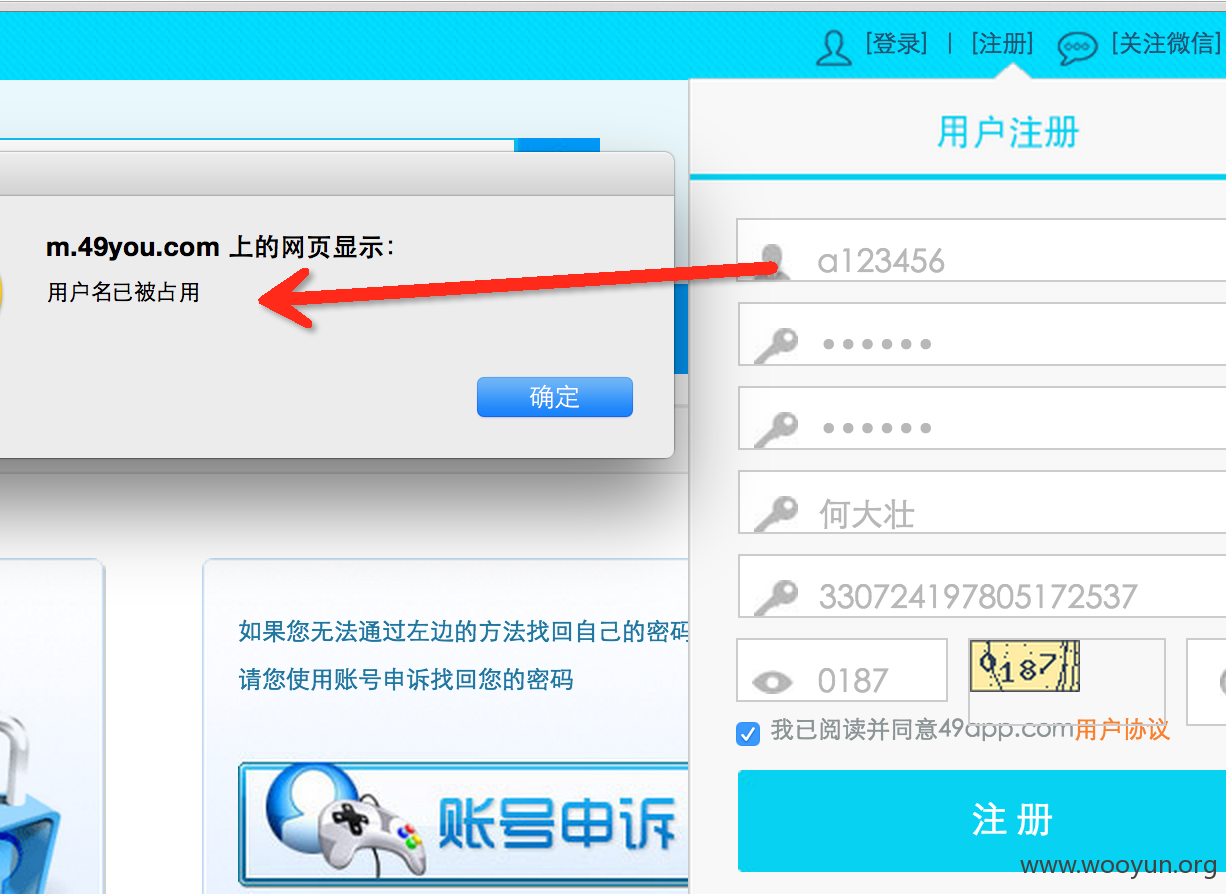 [登录] | [注册] [关注微信]
用户注册
m.49you.com 上的网页显示：
用户名已被占用
确定
a123456
••••••
••••••
何大壮
330724197805172537
0187
0187
我已阅读并同意49app.com用户协议
注册
如果您无法通过左边的方法找回自己的密码
请您使用账号申诉找回您的密码
账号申诉
www.wooyun.org